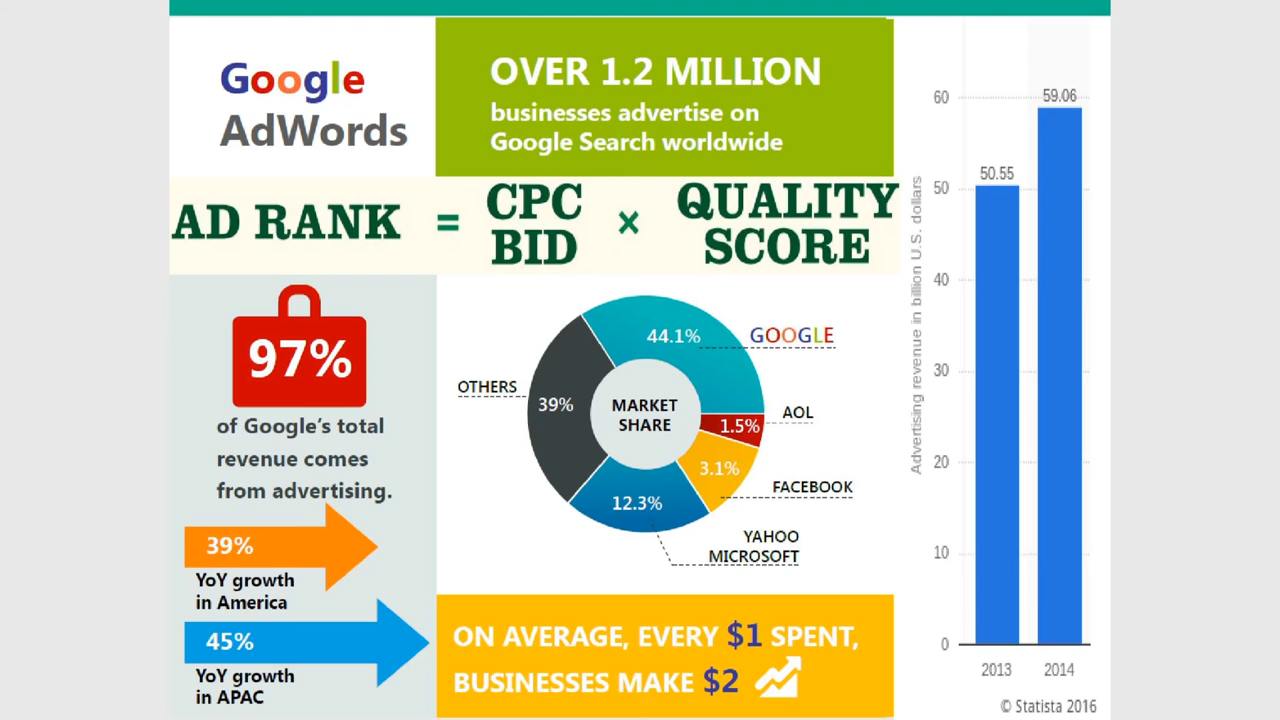 Google
AdWords
OVER 1.2 MILLION
businesses advertise on
Google Search worldwide
AD RANK = CPC BID × QUALITY SCORE
97%
of Google's total
revenue comes
from advertising.
39%
YoY growth
in America
45%
YoY growth
in APAC
44.1%
GOOGLE
1.5%
AOL
3.1%
FACEBOOK
12.3%
YAHOO
MICROSOFT
39%
OTHERS
MARKET
SHARE
ON AVERAGE, EVERY $1 SPENT,
BUSINESSES MAKE $2
Advertising revenue in billion U.S. dollars
60
50
40
30
20
10
0
50.55
59.06
2013
2014
© Statista 2016